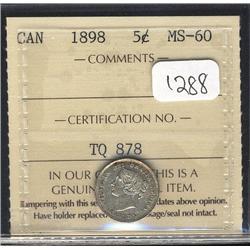 CAN 1898 5¢ MS-60
COMMENTS
1288
CERTIFICATION NO.
TQ 878
IN OUR THIS IS A
GENUIN ITEM.
Tampering with this se dates above opinion.
Have holder replaced age/seal not intact.